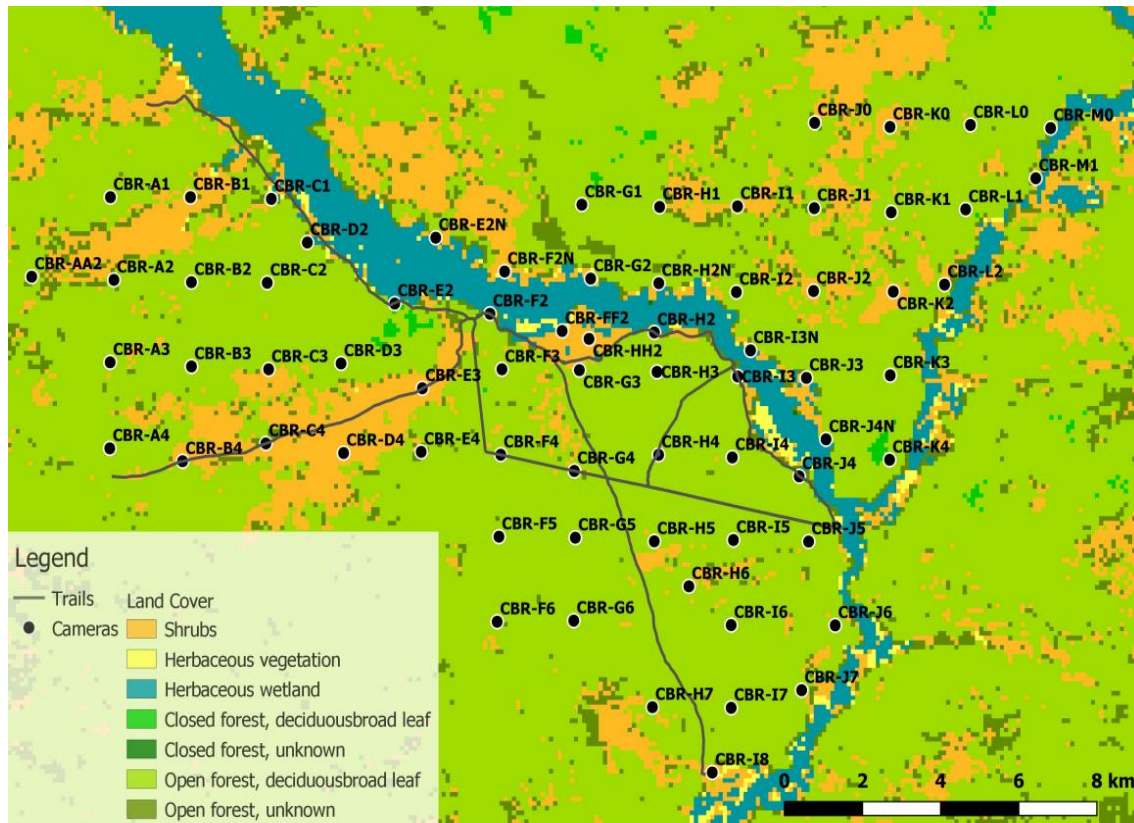 CBR-J0
CBR-K0
CBR-L0
CBR-M0
CBR-M1
CBR-A1
CBR-B1
CBR-C1
CBR-G1
CBR-H1
CBR-I1
CBR-J1
CBR-K1
CBR-L1
CBR-D2
CBR-E2N
CBR-AA2
CBR-A2
CBR-B2
CBR-C2
CBR-F2N
CBR-G2
CBR-H2N
CBR-I2
CBR-J2
CBR-K2
CBR-L2
CBR-E2
CBR-F2
CBR-FF2
CBR-HH2
CBR-H2
CBR-I3N
CBR-A3
CBR-B3
CBR-C3
CBR-D3
CBR-E3
CBR-F3
CBR-G3
CBR-H3
CBR-I3
CBR-J3
CBR-K3
CBR-A4
CBR-B4
CBR-C4
CBR-D4
CBR-E4
CBR-F4
CBR-G4
CBR-H4
CBR-I4
CBR-J4N
CBR-J4
CBR-K4
CBR-F5
CBR-G5
CBR-H5
CBR-I5
CBR-J5
CBR-H6
CBR-F6
CBR-G6
CBR-I6
CBR-J6
CBR-H7
CBR-I7
CBR-J7
CBR-I8
Legend
Trails
Cameras
Land Cover
Shrubs
Herbaceous vegetation
Herbaceous wetland
Closed forest, deciduousbroad leaf
Closed forest, unknown
Open forest, deciduousbroad leaf
Open forest, unknown
0 2 4 6 8 km